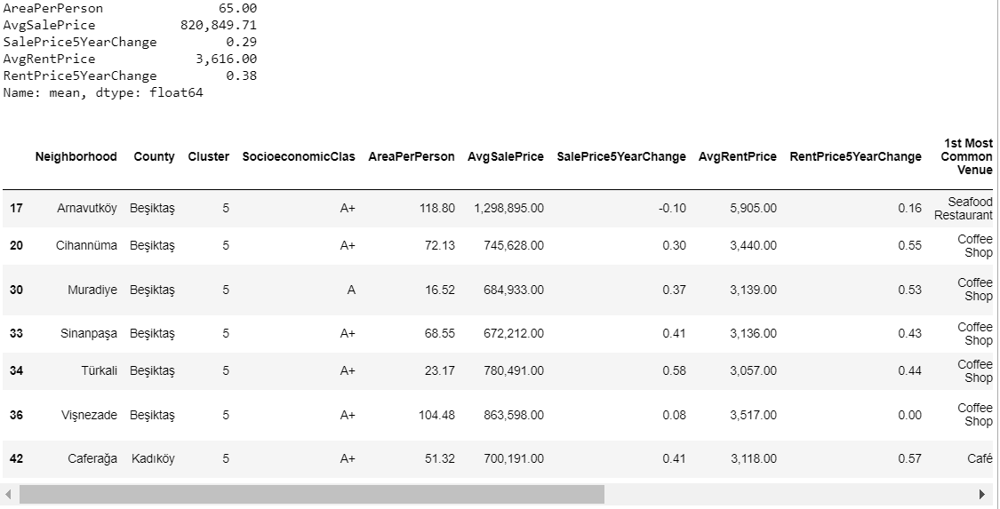 AreaPerPerson 65.00
AvgSalePrice 820,849.71
SalePrice5YearChange 0.29
AvgRentPrice 3,616.00
RentPrice5YearChange 0.38
Name: mean, dtype: float64
Neighborhood County Cluster SocioeconomicClas AreaPerPerson AvgSalePrice SalePrice5YearChange AvgRentPrice RentPrice5YearChange 1st Most Common Venue
17 Arnavutköy Beşiktaş 5 A+ 118.80 1,298,895.00 -0.10 5,905.00 0.16 Seafood Restaurant
20 Cihannüma Beşiktaş 5 A+ 72.13 745,628.00 0.30 3,440.00 0.55 Coffee Shop
30 Muradiye Beşiktaş 5 A 16.52 684,933.00 0.37 3,139.00 0.53 Coffee Shop
33 Sinanpaşa Beşiktaş 5 A+ 68.55 672,212.00 0.41 3,136.00 0.43 Coffee Shop
34 Türkali Beşiktaş 5 A+ 23.17 780,491.00 0.58 3,057.00 0.44 Coffee Shop
36 Vişnezade Beşiktaş 5 A+ 104.48 863,598.00 0.08 3,517.00 0.00 Coffee Shop
42 Caferağa Kadıköy 5 A+ 51.32 700,191.00 0.41 3,118.00 0.57 Café